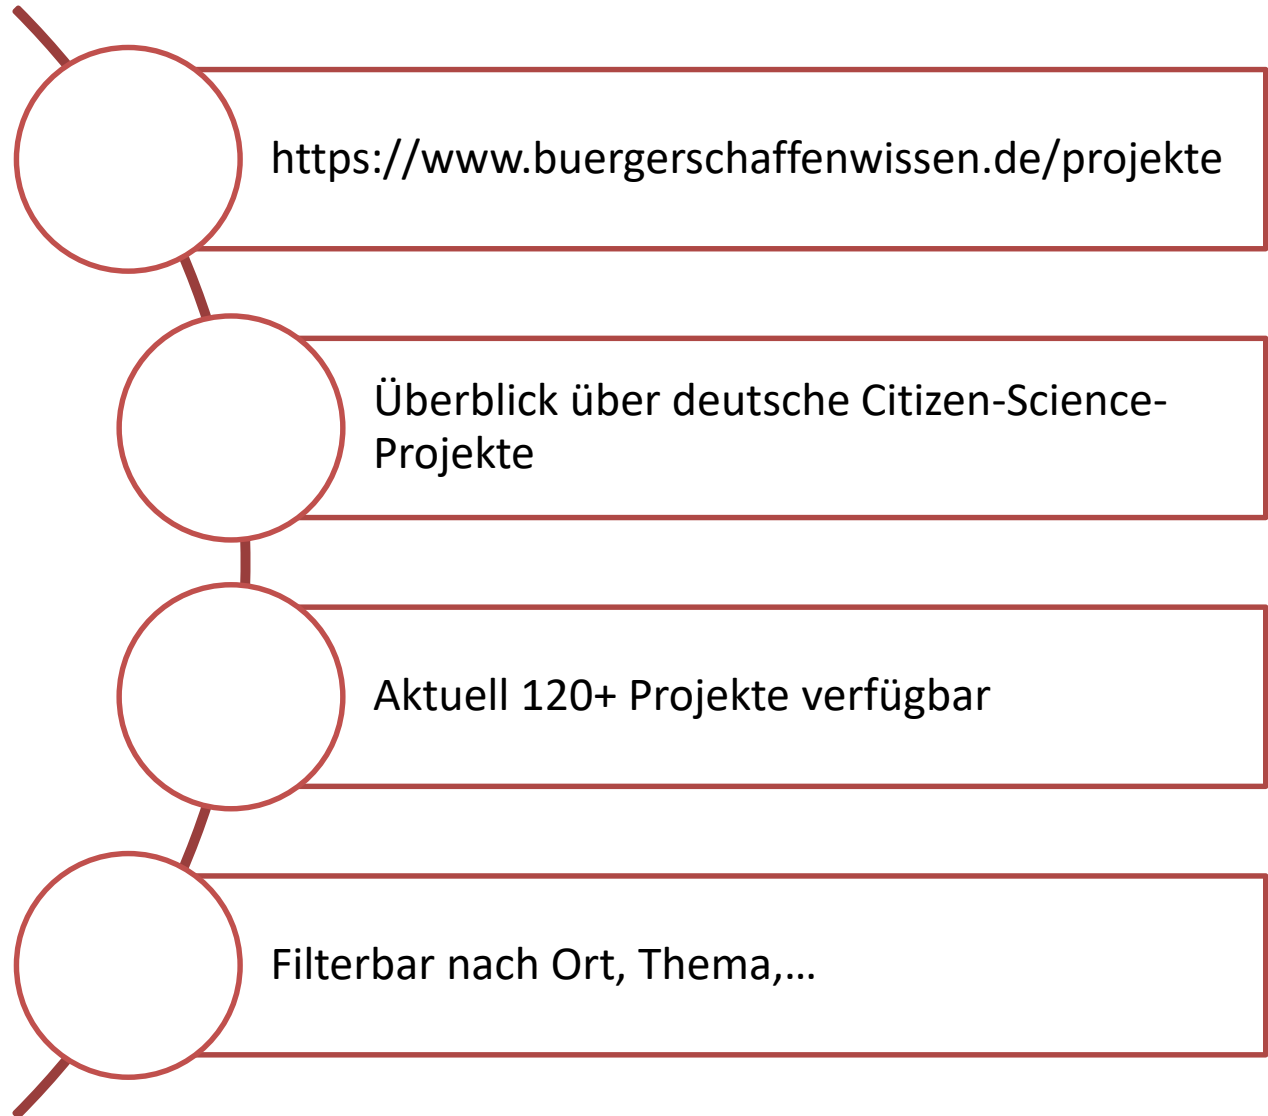 https://www.buergerschaffenwissen.de/projekte
Überblick über deutsche Citizen-Science-
Projekte
Aktuell 120+ Projekte verfügbar
Filterbar nach Ort, Thema,…